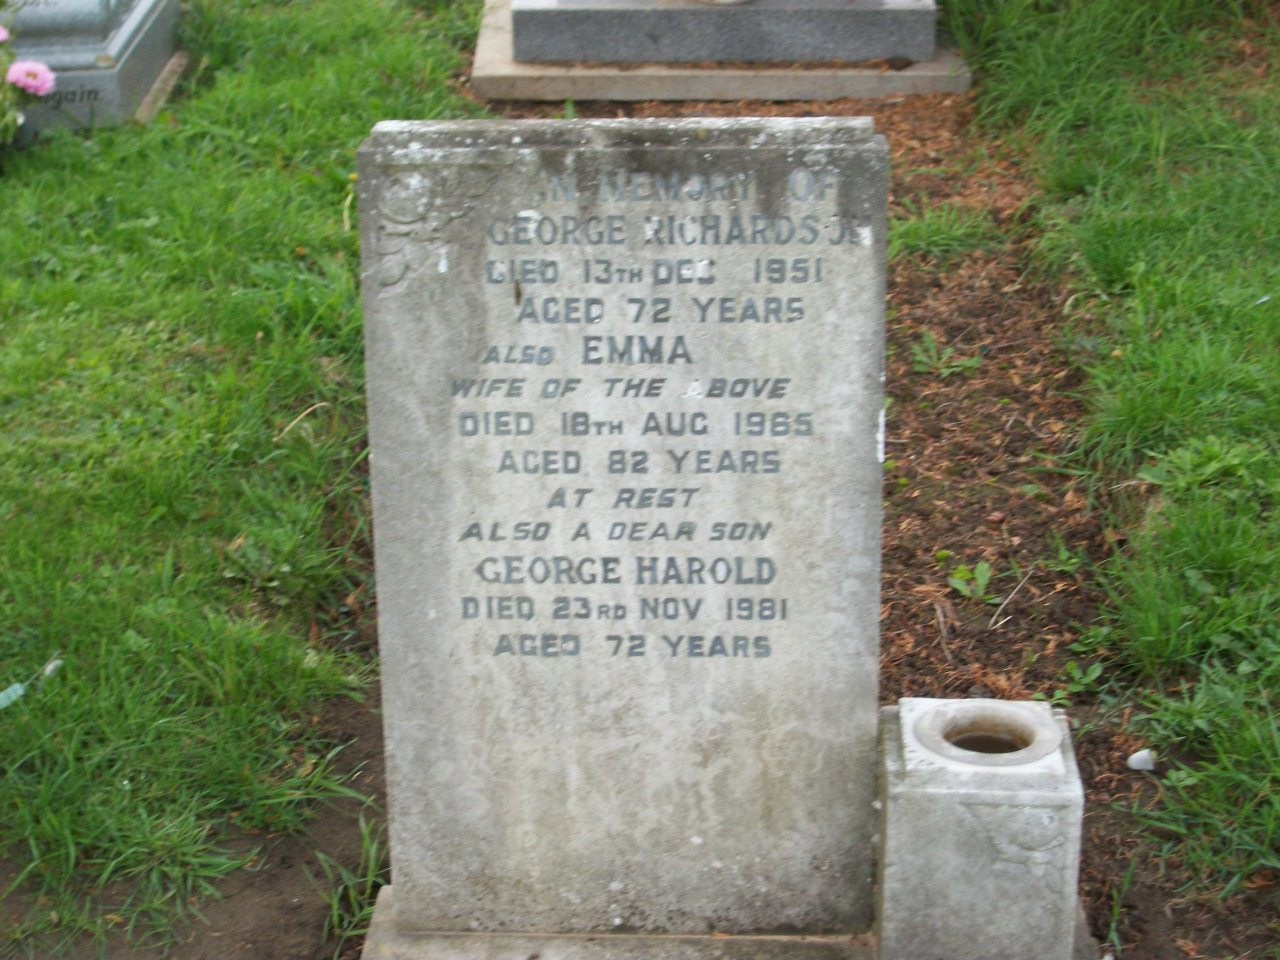 again
IN MEMORY OF
GEORGE RICHARDS
DIED 13TH DEC 1951
AGED 72 YEARS
ALSO EMMA
WIFE OF THE ABOVE
DIED 18TH AUG 1965
AGED 82 YEARS
AT REST
ALSO A DEAR SON
GEORGE HAROLD
DIED 23RD NOV 1981
AGED 72 YEARS